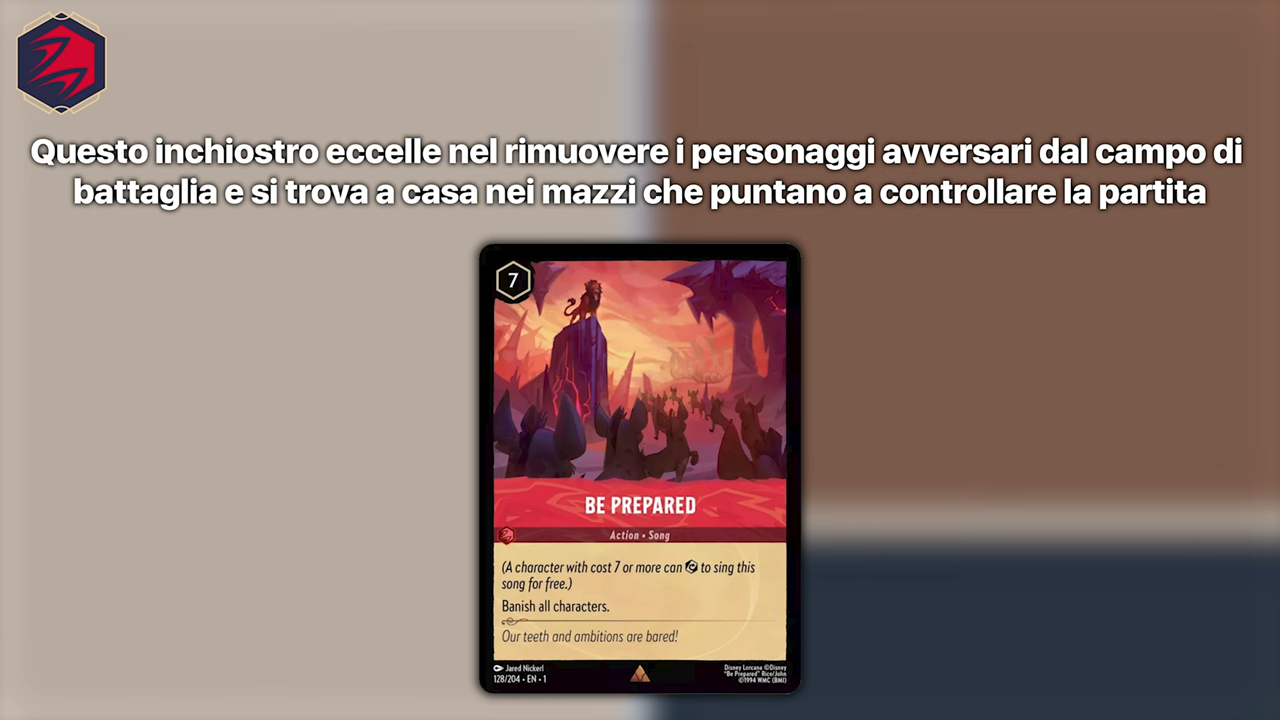 Questo inchiostro eccelle nel rimuovere i personaggi avversari dal campo di
battaglia e si trova a casa nei mazzi che puntano a controllare la partita
7
BE PREPARED
Action • Song
(A character with cost 7 or more can to sing this
song for free.)
Banish all characters.
Our teeth and ambitions are bared!
Jared Nickerl
128/204 • EN • 1
Disney Lorcana ©Disney
"Be Prepared" Rice/John
©1994 WMC (BMI)